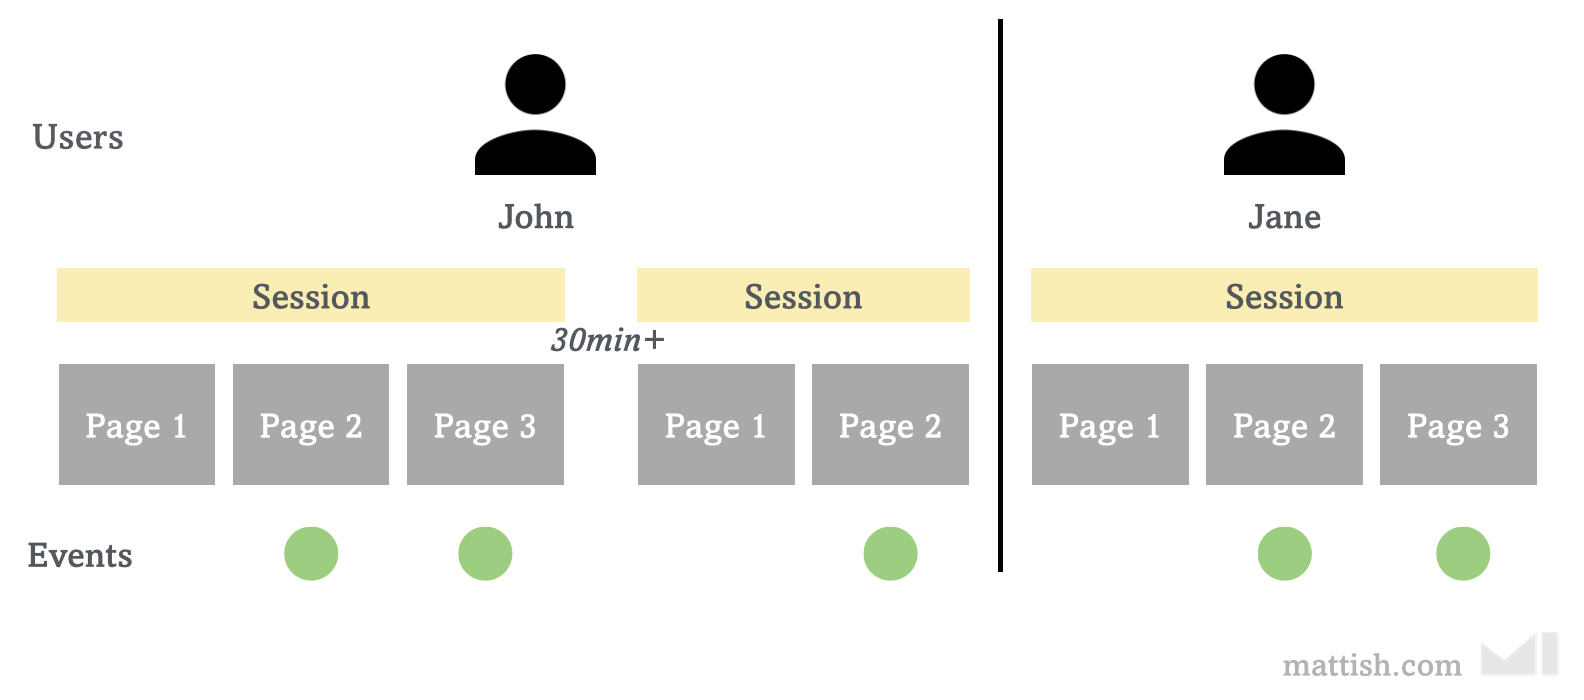 Users
John
Jane
Session
Session
Session
30min+
Page 1
Page 2
Page 3
Page 1
Page 2
Page 1
Page 2
Page 3
Events
mattish.com